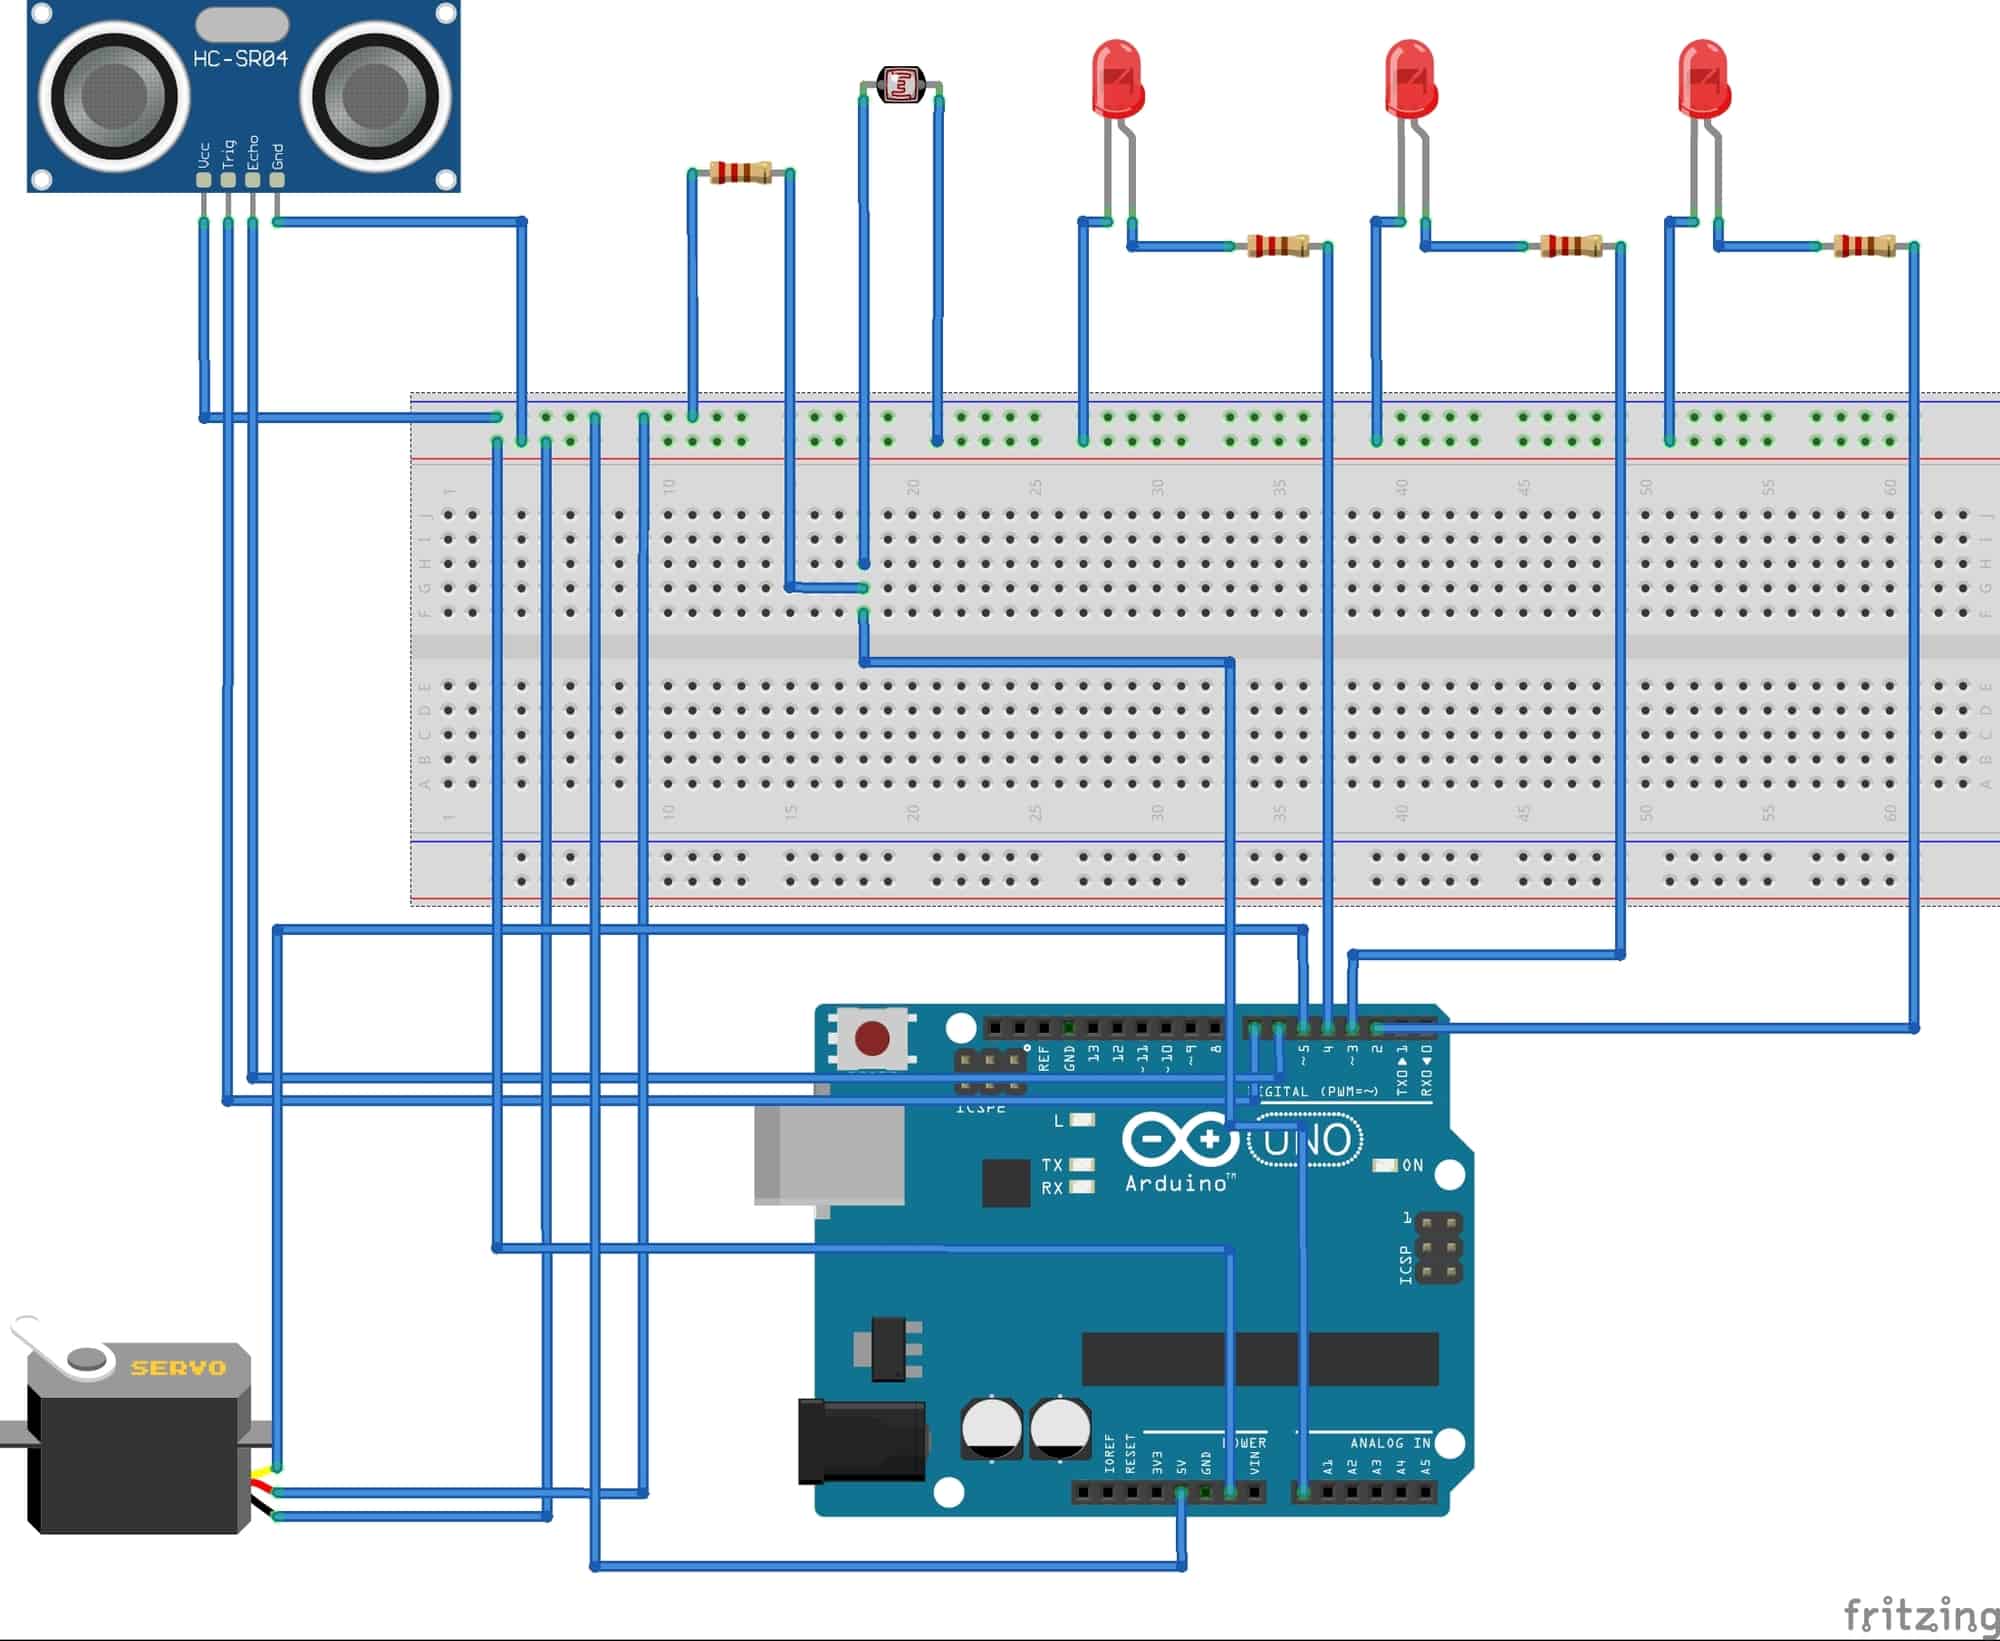 HC-SR04
Vcc Trig Echo Gnd
1 10 20 25 30 35 40 45 50 55 60
J J
I I
H H
G G
F F
E E
D D
C C
B B
A A
1 10 15 20 25 30 35 40 45 50 55 60
REF GND 13 12 ~11 ~10 ~9 8 ~5 4 ~3 2 TX0▶1 RX0◀0
IGITAL (PWM=~)
ICSPE
L
TX
RX
UNO
Arduino™
ON
1
ICSP
SERVO
OWER ANALOG IN
IOREF RESET 3V3 5V GND VIN A1 A2 A3 A4 A5
fritzing